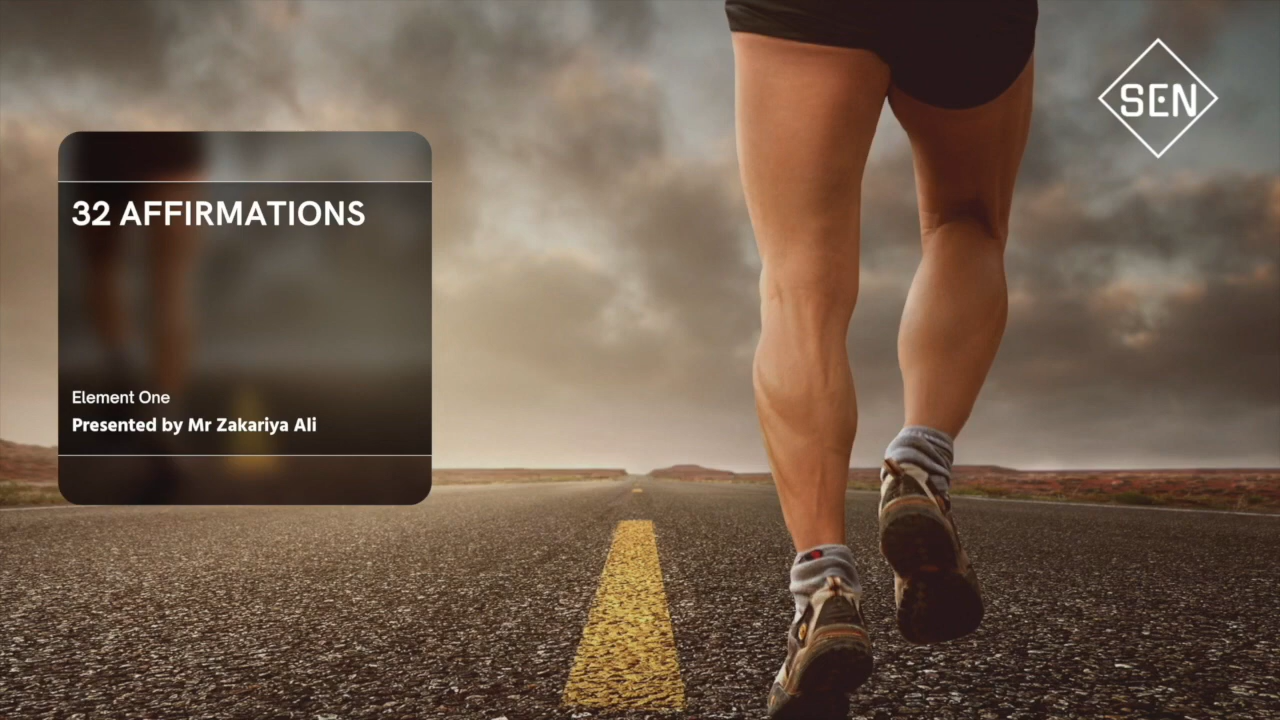 SEN
32 AFFIRMATIONS
Element One
Presented by Mr Zakariya Ali